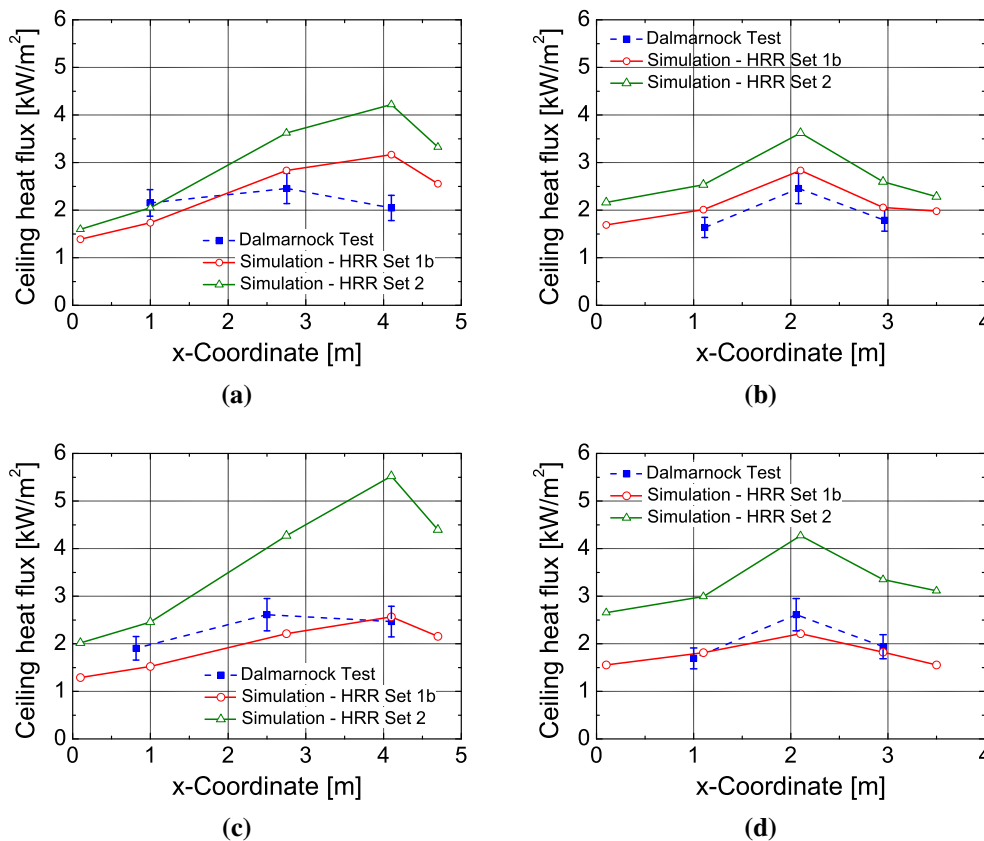 Ceiling heat flux [kW/m²]
6
5
4
3
2
1
0
Dalmarnock Test
Simulation - HRR Set 1b
Simulation - HRR Set 2
0 1 2 3 4 5
x-Coordinate [m]
(a)
Ceiling heat flux [kW/m²]
6
5
4
3
2
1
0
Dalmarnock Test
Simulation - HRR Set 1b
Simulation - HRR Set 2
0 1 2 3 4
x-Coordinate [m]
(b)
Ceiling heat flux [kW/m²]
6
5
4
3
2
1
0
Dalmarnock Test
Simulation - HRR Set 1b
Simulation - HRR Set 2
0 1 2 3 4 5
x-Coordinate [m]
(c)
Ceiling heat flux [kW/m²]
6
5
4
3
2
1
0
Dalmarnock Test
Simulation - HRR Set 1b
Simulation - HRR Set 2
0 1 2 3 4
x-Coordinate [m]
(d)